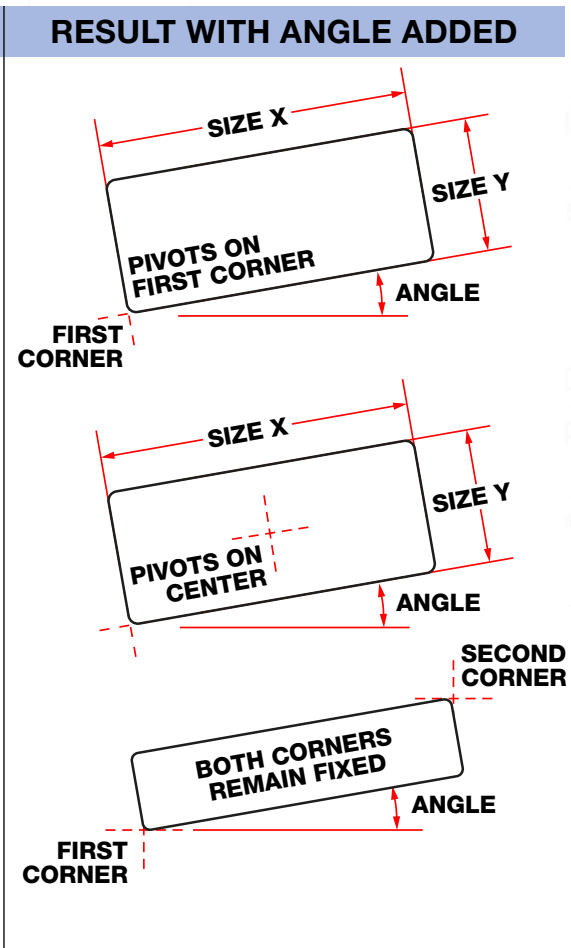 RESULT WITH ANGLE ADDED
SIZE X
SIZE Y
PIVOTS ON
FIRST CORNER
ANGLE
FIRST
CORNER
SIZE X
SIZE Y
PIVOTS ON
CENTER
ANGLE
SECOND
CORNER
BOTH CORNERS
REMAIN FIXED
ANGLE
FIRST
CORNER